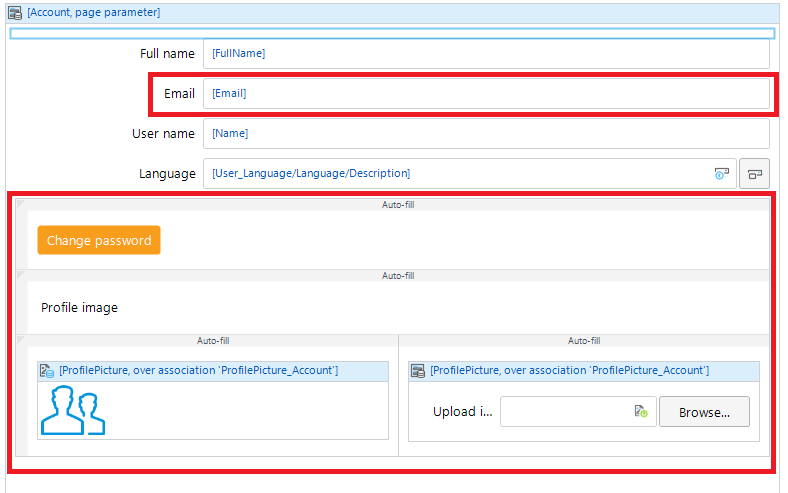 [Account, page parameter]
Full name [FullName]
Email [Email]
User name [Name]
Language [User_Language/Language/Description]
Auto-fill
Change password
Auto-fill
Profile image
Auto-fill Auto-fill
[ProfilePicture, over association 'ProfilePicture_Account'] [ProfilePicture, over association 'ProfilePicture_Account']
Upload i... Browse...